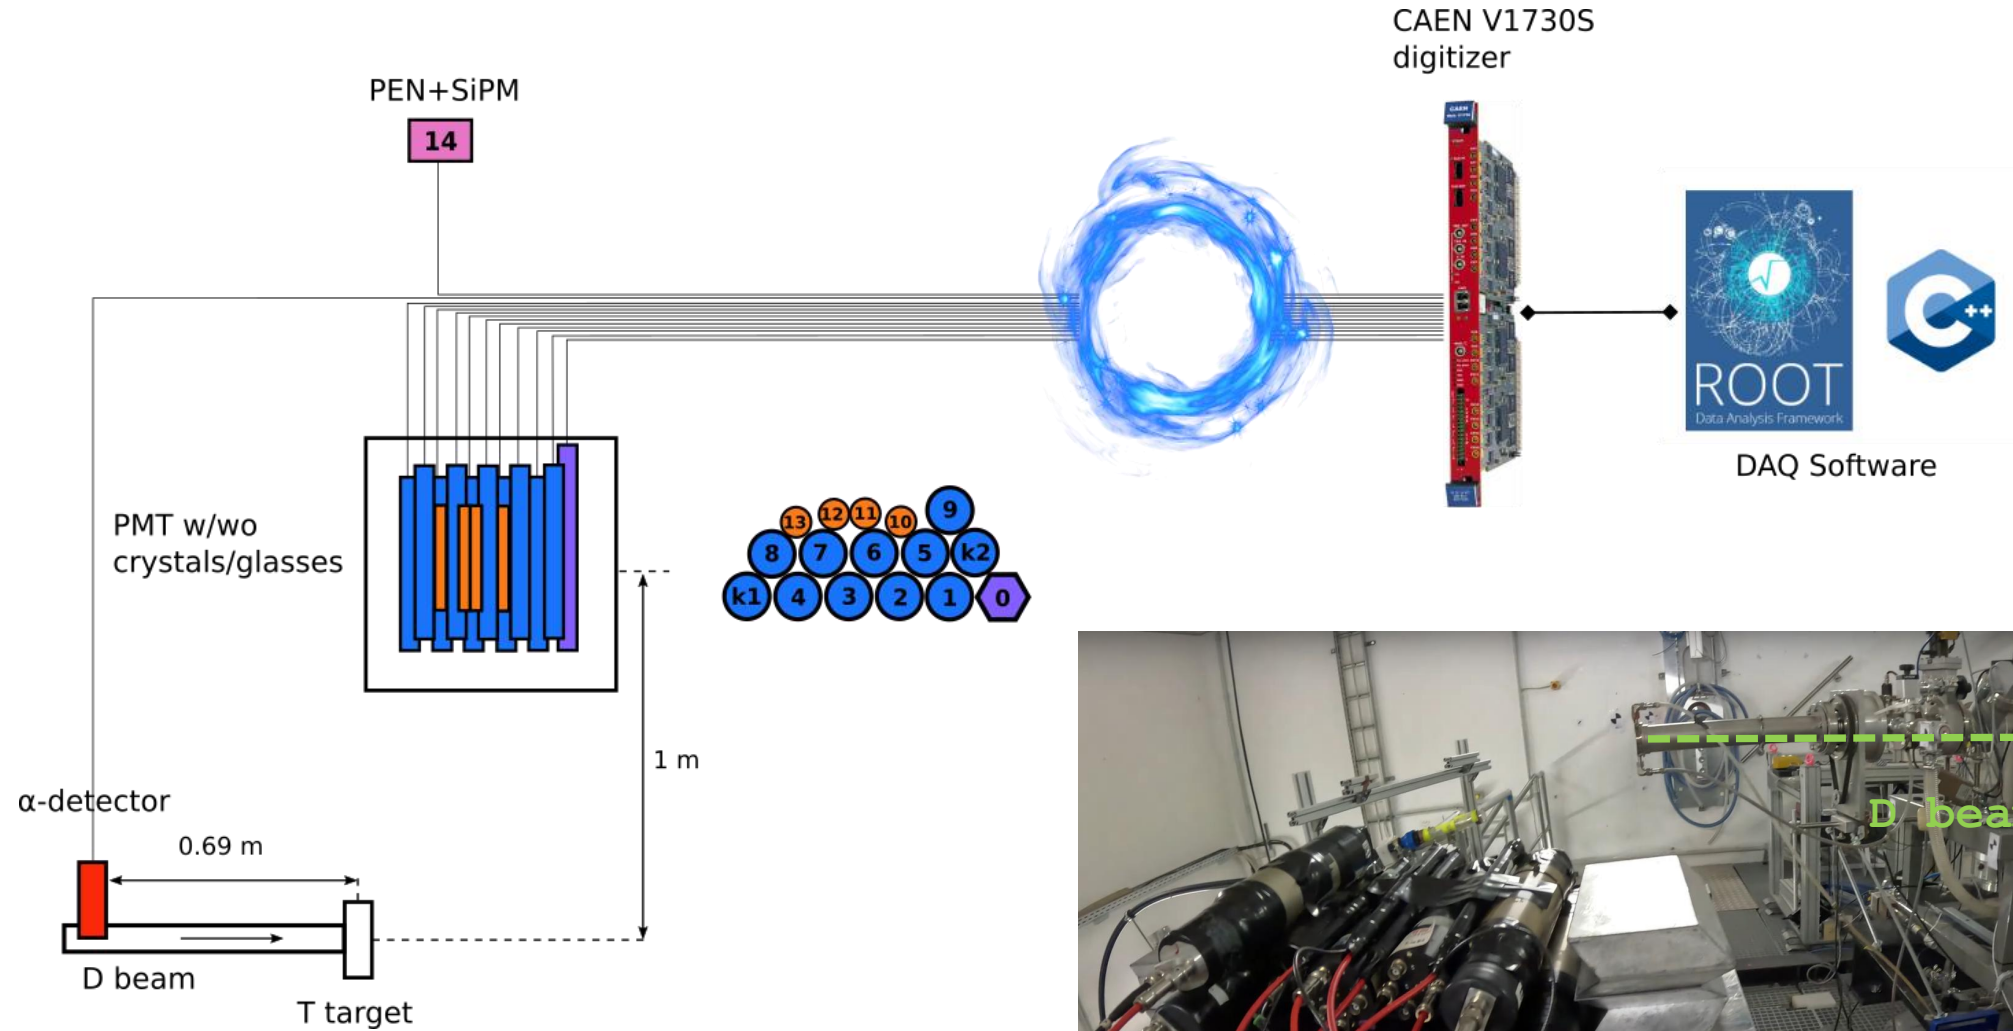 CAEN V1730S
digitizer
PEN+SiPM
14
CAEN
ROOT
Data Analysis Framework
C++
DAQ Software
PMT w/wo
crystals/glasses
13
12
11
10
9
8
7
6
5
k2
k1
4
3
2
1
0
1 m
α-detector
0.69 m
D beam
T target
D bea